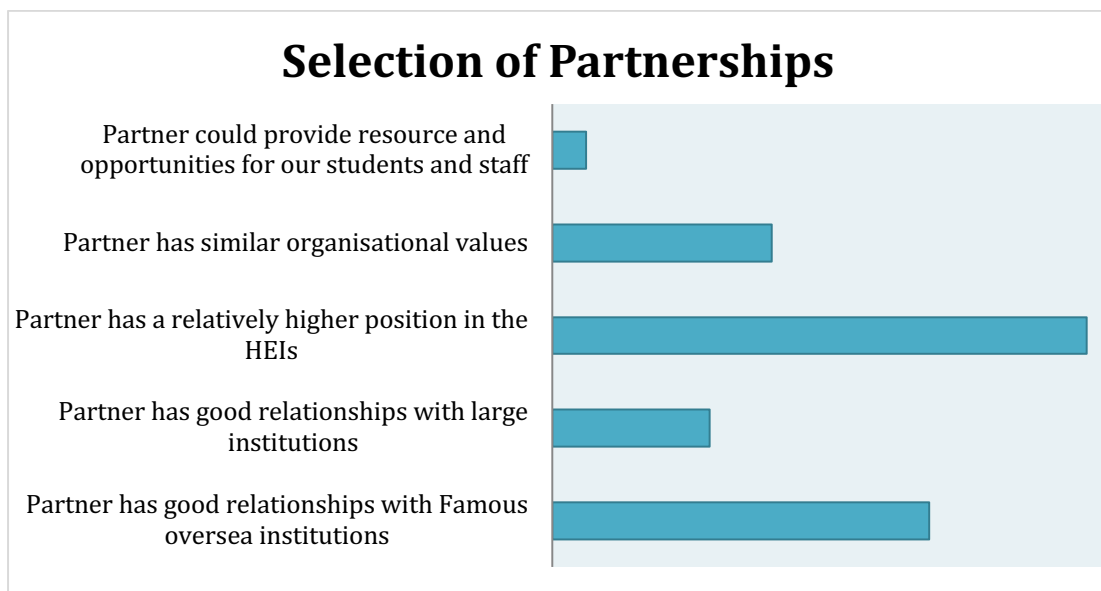 Selection of Partnerships
Partner could provide resource and
opportunities for our students and staff
Partner has similar organisational values
Partner has a relatively higher position in the
HEIs
Partner has good relationships with large
institutions
Partner has good relationships with Famous
oversea institutions